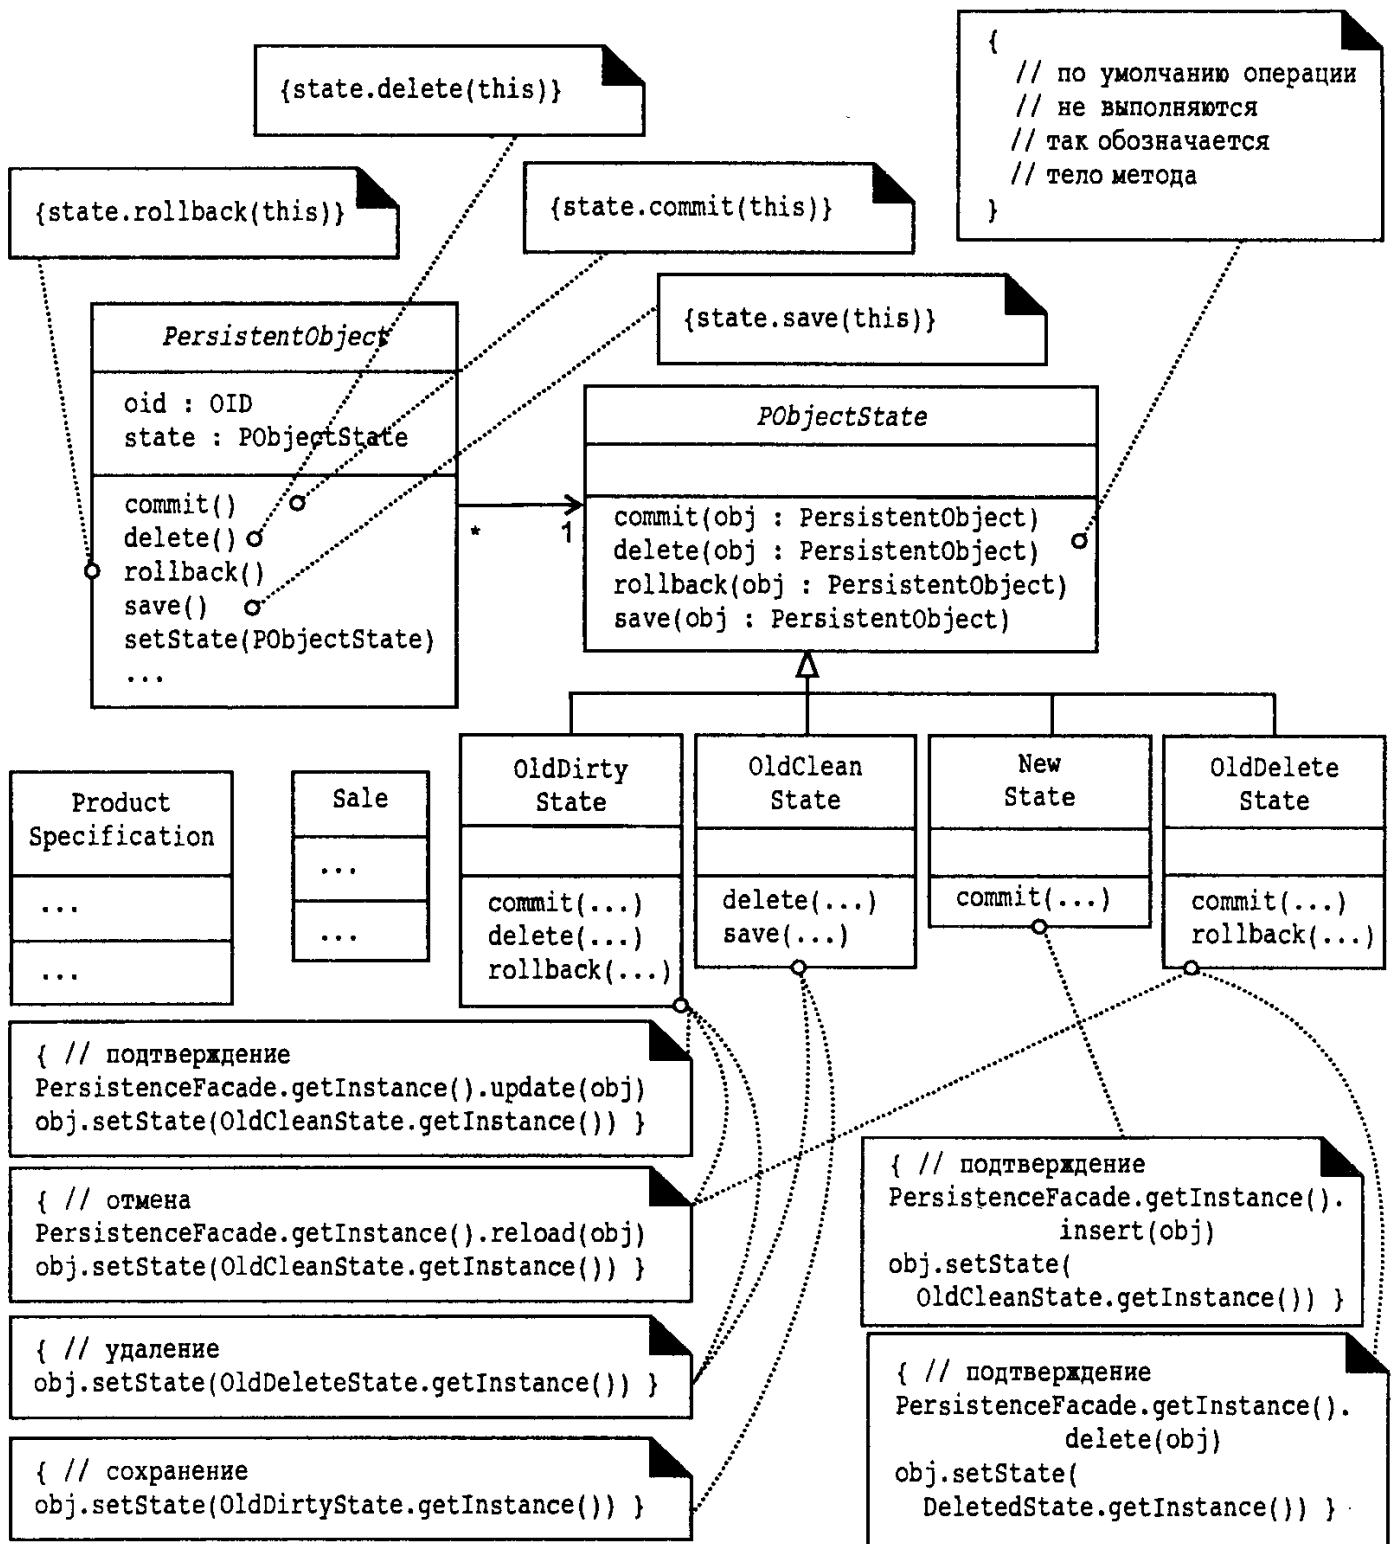 {state.delete(this)}
{
// по умолчанию операции
// не выполняются
// так обозначается
// тело метода
}
{state.rollback(this)}
{state.commit(this)}
{state.save(this)}
PersistentObject
oid : OID
state : PObjectState
commit()
delete()
rollback()
save()
setState(PObjectState)
...
*
1
PObjectState
commit(obj : PersistentObject)
delete(obj : PersistentObject)
rollback(obj : PersistentObject)
save(obj : PersistentObject)
Product
Specification
...
...
Sale
...
...
OldDirty
State
commit(...)
delete(...)
rollback(...)
OldClean
State
delete(...)
save(...)
New
State
commit(...)
OldDelete
State
commit(...)
rollback(...)
{ // подтверждение
PersistenceFacade.getInstance().update(obj)
obj.setState(OldCleanState.getInstance()) }
{ // отмена
PersistenceFacade.getInstance().reload(obj)
obj.setState(OldCleanState.getInstance()) }
{ // удаление
obj.setState(OldDeleteState.getInstance()) }
{ // сохранение
obj.setState(OldDirtyState.getInstance()) }
{ // подтверждение
PersistenceFacade.getInstance().
insert(obj)
obj.setState(
OldCleanState.getInstance()) }
{ // подтверждение
PersistenceFacade.getInstance().
delete(obj)
obj.setState(
DeletedState.getInstance()) }